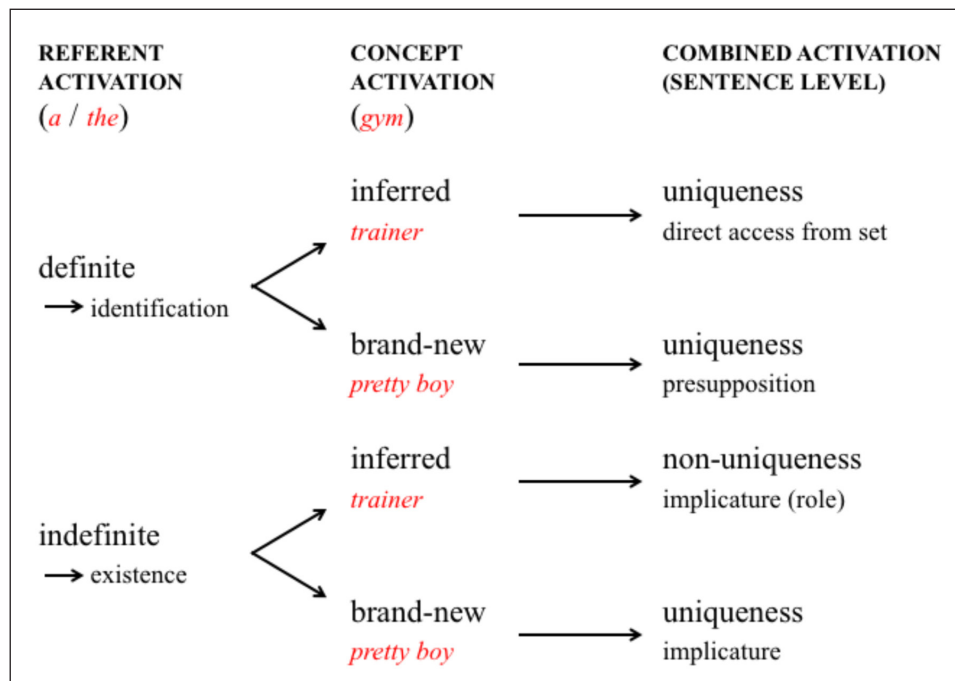 REFERENT
ACTIVATION
(a / the)
CONCEPT
ACTIVATION
(gym)
COMBINED ACTIVATION
(SENTENCE LEVEL)
definite
identification
inferred
trainer
uniqueness
direct access from set
brand-new
pretty boy
uniqueness
presupposition
indefinite
existence
inferred
trainer
non-uniqueness
implicature (role)
brand-new
pretty boy
uniqueness
implicature